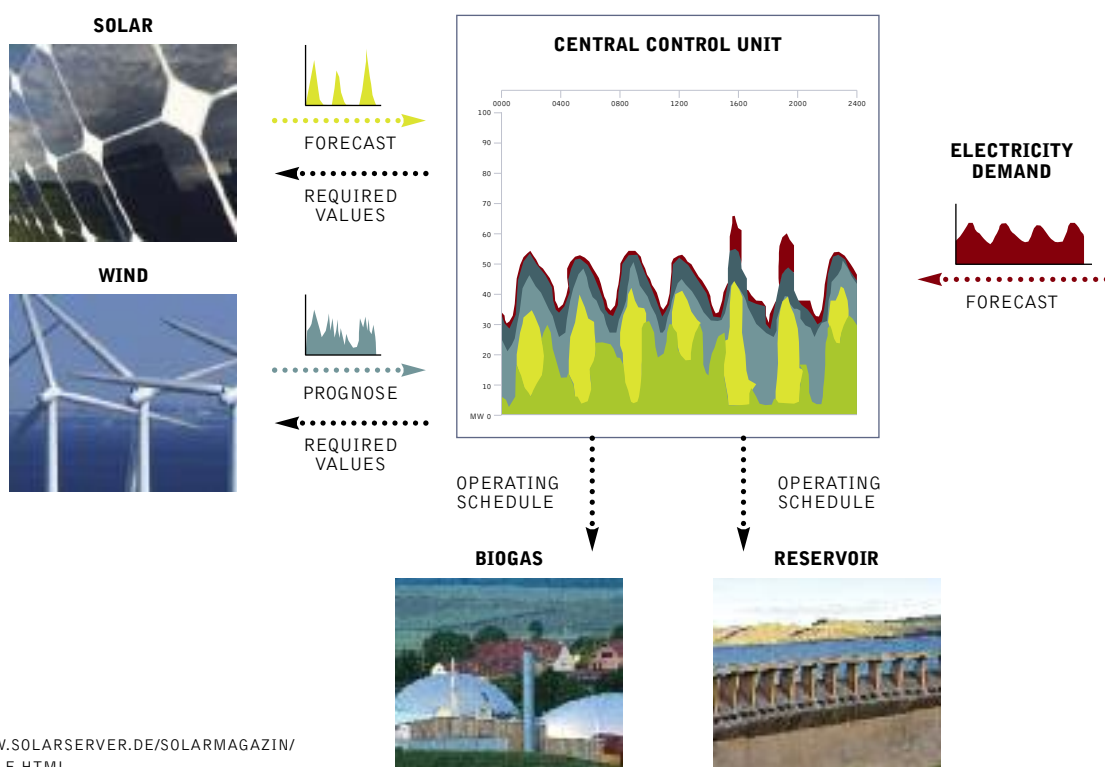 SOLAR
FORECAST
REQUIRED
VALUES
WIND
PROGNOSE
REQUIRED
VALUES
CENTRAL CONTROL UNIT
0000 0400 0800 1200 1600 2000 2400
100
90
80
70
60
50
40
30
20
10
MW 0
ELECTRICITY
DEMAND
FORECAST
OPERATING
SCHEDULE
OPERATING
SCHEDULE
BIOGAS
RESERVOIR
W.SOLARSERVER.DE/SOLARMAGAZIN/
E.HTML